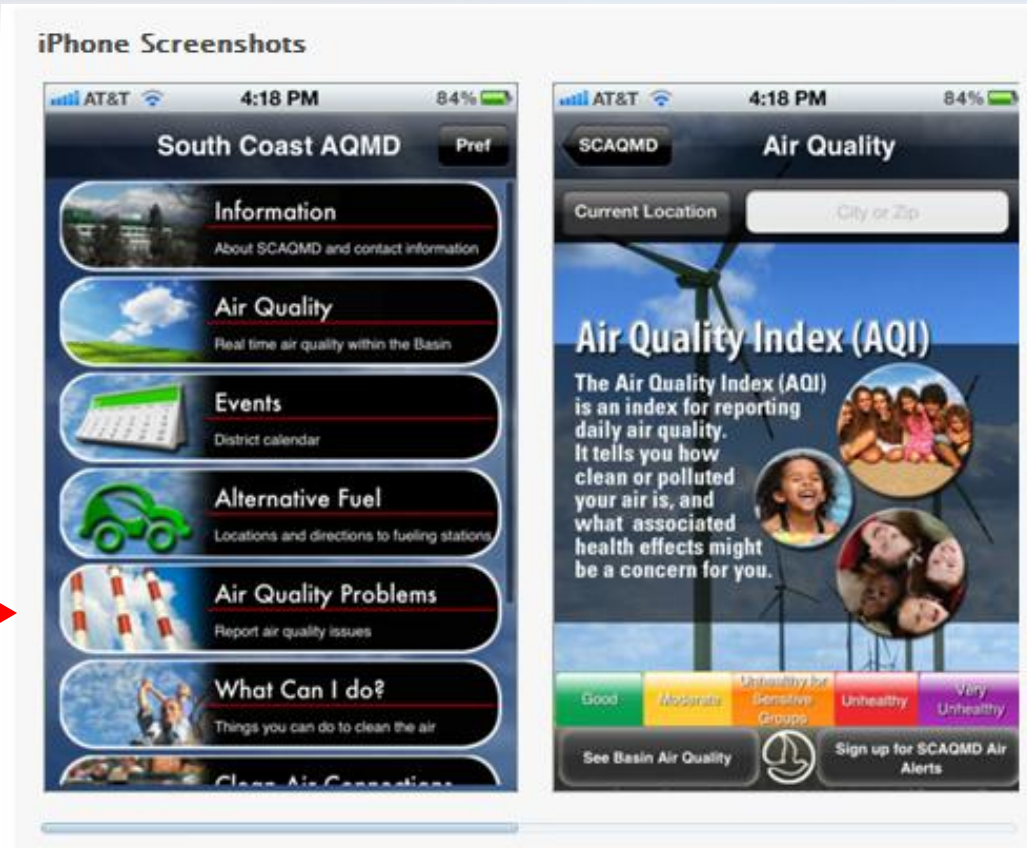 iPhone Screenshots
AT&T 4:18 PM 84%
South Coast AQMD Pref
Information
About SCAQMD and contact information
Air Quality
Real time air quality within the Basin
Events
District calendar
Alternative Fuel
Locations and directions to fueling stations
Air Quality Problems
Report air quality issues
What Can I do?
Things you can do to clean the air
Clean Air Connections
AT&T 4:18 PM 84%
SCAQMD Air Quality
Current Location City or Zip
Air Quality Index (AQI)
The Air Quality Index (AQI)
is an index for reporting
daily air quality.
It tells you how
clean or polluted
your air is, and
what associated
health effects might
be a concern for you.
Good Moderate Unhealthy for Sensitive Groups Unhealthy Very Unhealthy
See Basin Air Quality Sign up for SCAQMD Air Alerts